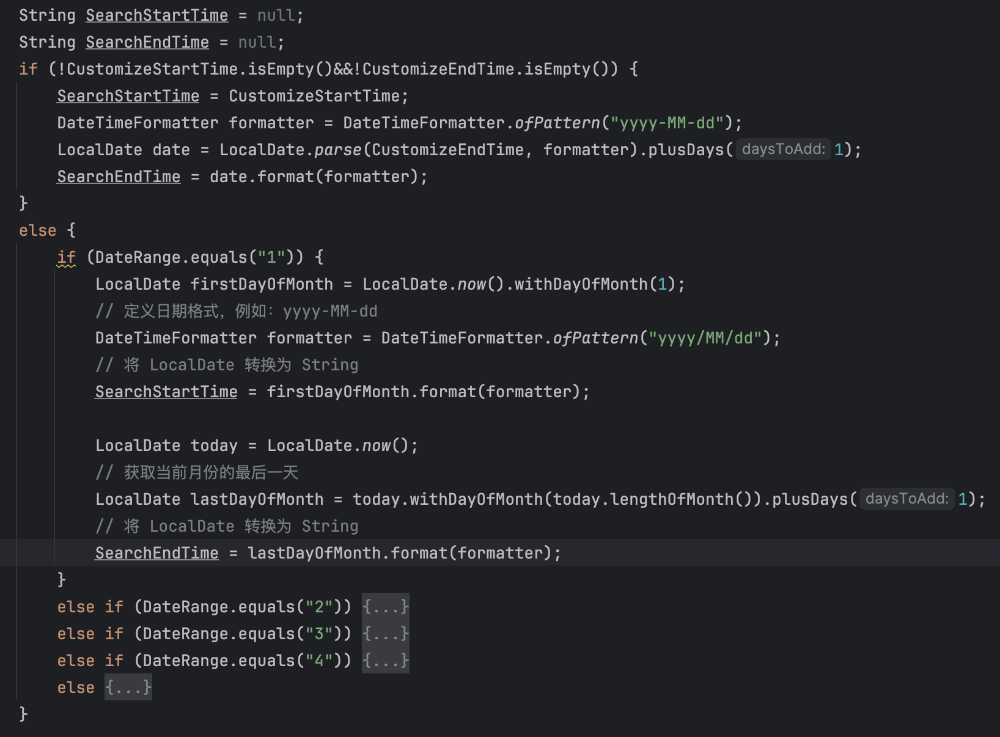 String SearchStartTime = null;
String SearchEndTime = null;
if (!CustomizeStartTime.isEmpty()&&!CustomizeEndTime.isEmpty()) {
    SearchStartTime = CustomizeStartTime;
    DateTimeFormatter formatter = DateTimeFormatter.ofPattern("yyyy-MM-dd");
    LocalDate date = LocalDate.parse(CustomizeEndTime, formatter).plusDays( daysToAdd: 1);
    SearchEndTime = date.format(formatter);
}
else {
    if (DateRange.equals("1")) {
        LocalDate firstDayOfMonth = LocalDate.now().withDayOfMonth(1);
        // 定义日期格式，例如：yyyy-MM-dd
        DateTimeFormatter formatter = DateTimeFormatter.ofPattern("yyyy/MM/dd");
        // 将 LocalDate 转换为 String
        SearchStartTime = firstDayOfMonth.format(formatter);

        LocalDate today = LocalDate.now();
        // 获取当前月份的最后一天
        LocalDate lastDayOfMonth = today.withDayOfMonth(today.lengthOfMonth()).plusDays( daysToAdd: 1);
        // 将 LocalDate 转换为 String
        SearchEndTime = lastDayOfMonth.format(formatter);
    }
    else if (DateRange.equals("2")) {...}
    else if (DateRange.equals("3")) {...}
    else if (DateRange.equals("4")) {...}
    else {...}
}